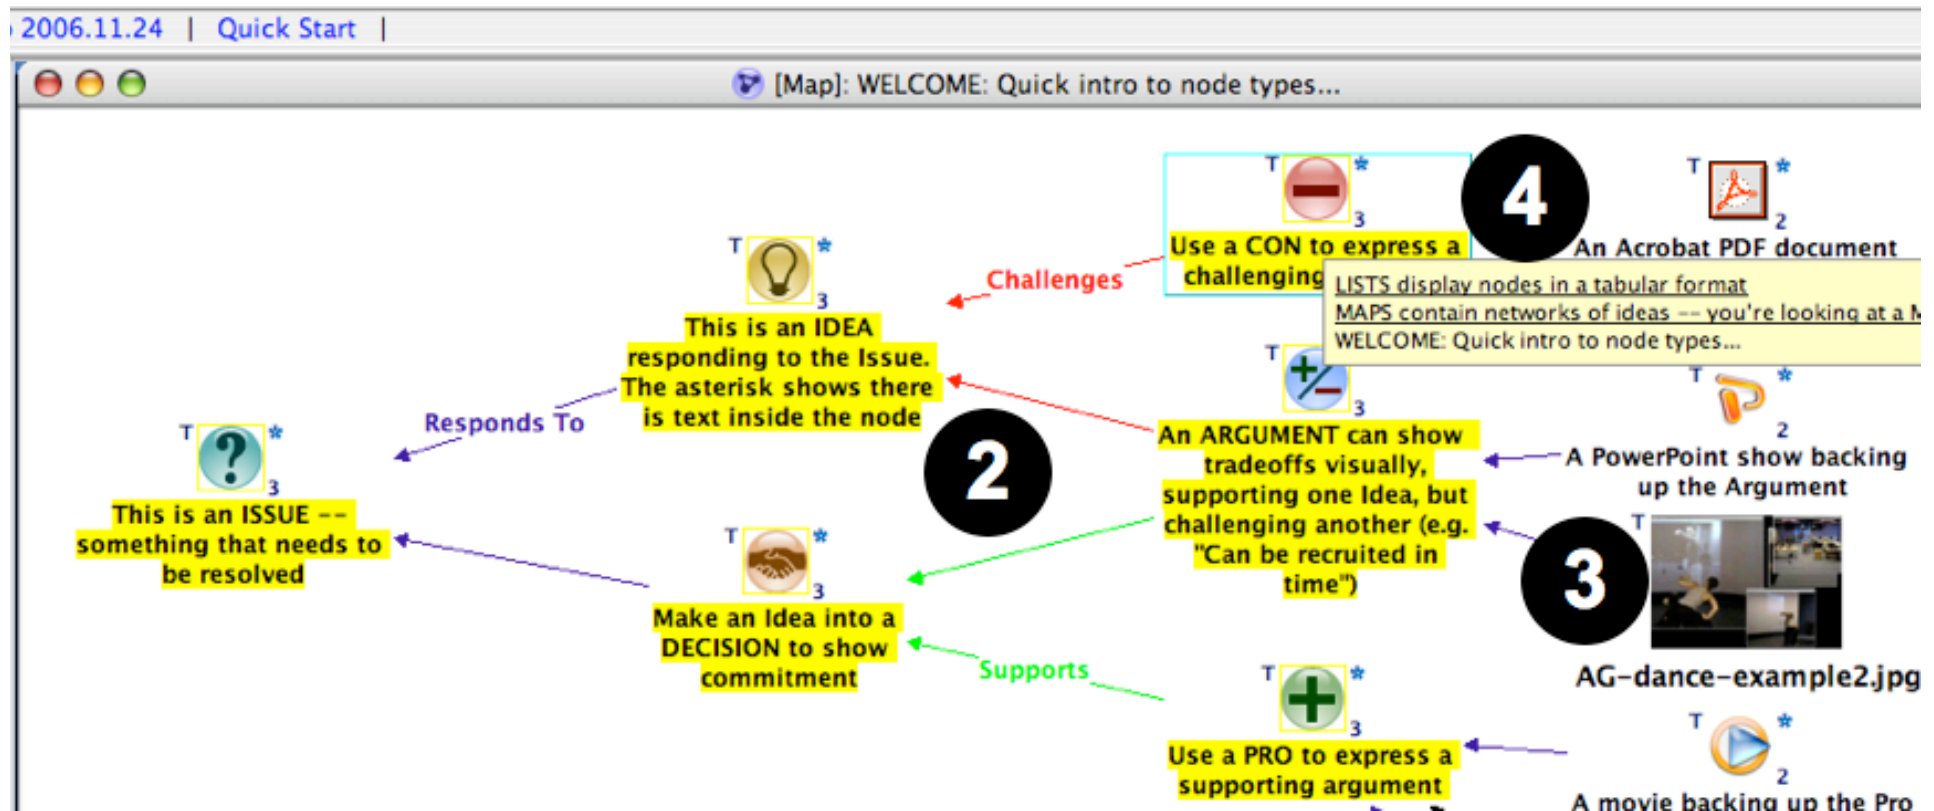 2006.11.24 | Quick Start |
[Map]: WELCOME: Quick intro to node types...
T *
3
Use a CON to express a
challenging
4
T *
2
An Acrobat PDF document
LISTS display nodes in a tabular format
MAPS contain networks of ideas -- you're looking at a
WELCOME: Quick intro to node types...
T *
3
This is an IDEA
responding to the Issue.
The asterisk shows there
is text inside the node
Challenges
Responds To
T ? *
3
This is an ISSUE --
something that needs to
be resolved
2
T +/- *
3
An ARGUMENT can show
tradeoffs visually,
supporting one Idea, but
challenging another (e.g.
"Can be recruited in
time")
T *
2
A PowerPoint show backing
up the Argument
3
T
AG-dance-example2.jpg
T *
3
Make an Idea into a
DECISION to show
commitment
Supports
T + *
3
Use a PRO to express a
supporting argument
T *
2
A movie backing up the Pro